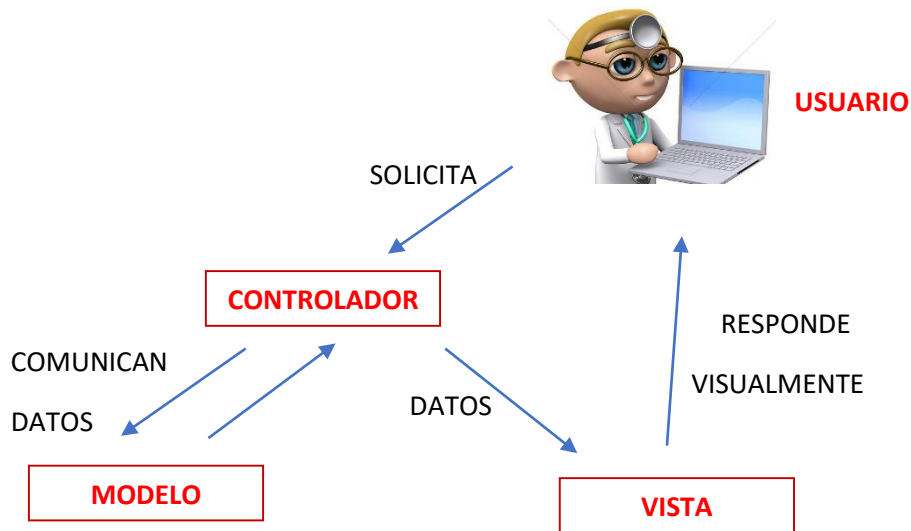 USUARIO
SOLICITA
CONTROLADOR
COMUNICAN
DATOS
DATOS
RESPONDE
VISUALMENTE
MODELO
VISTA